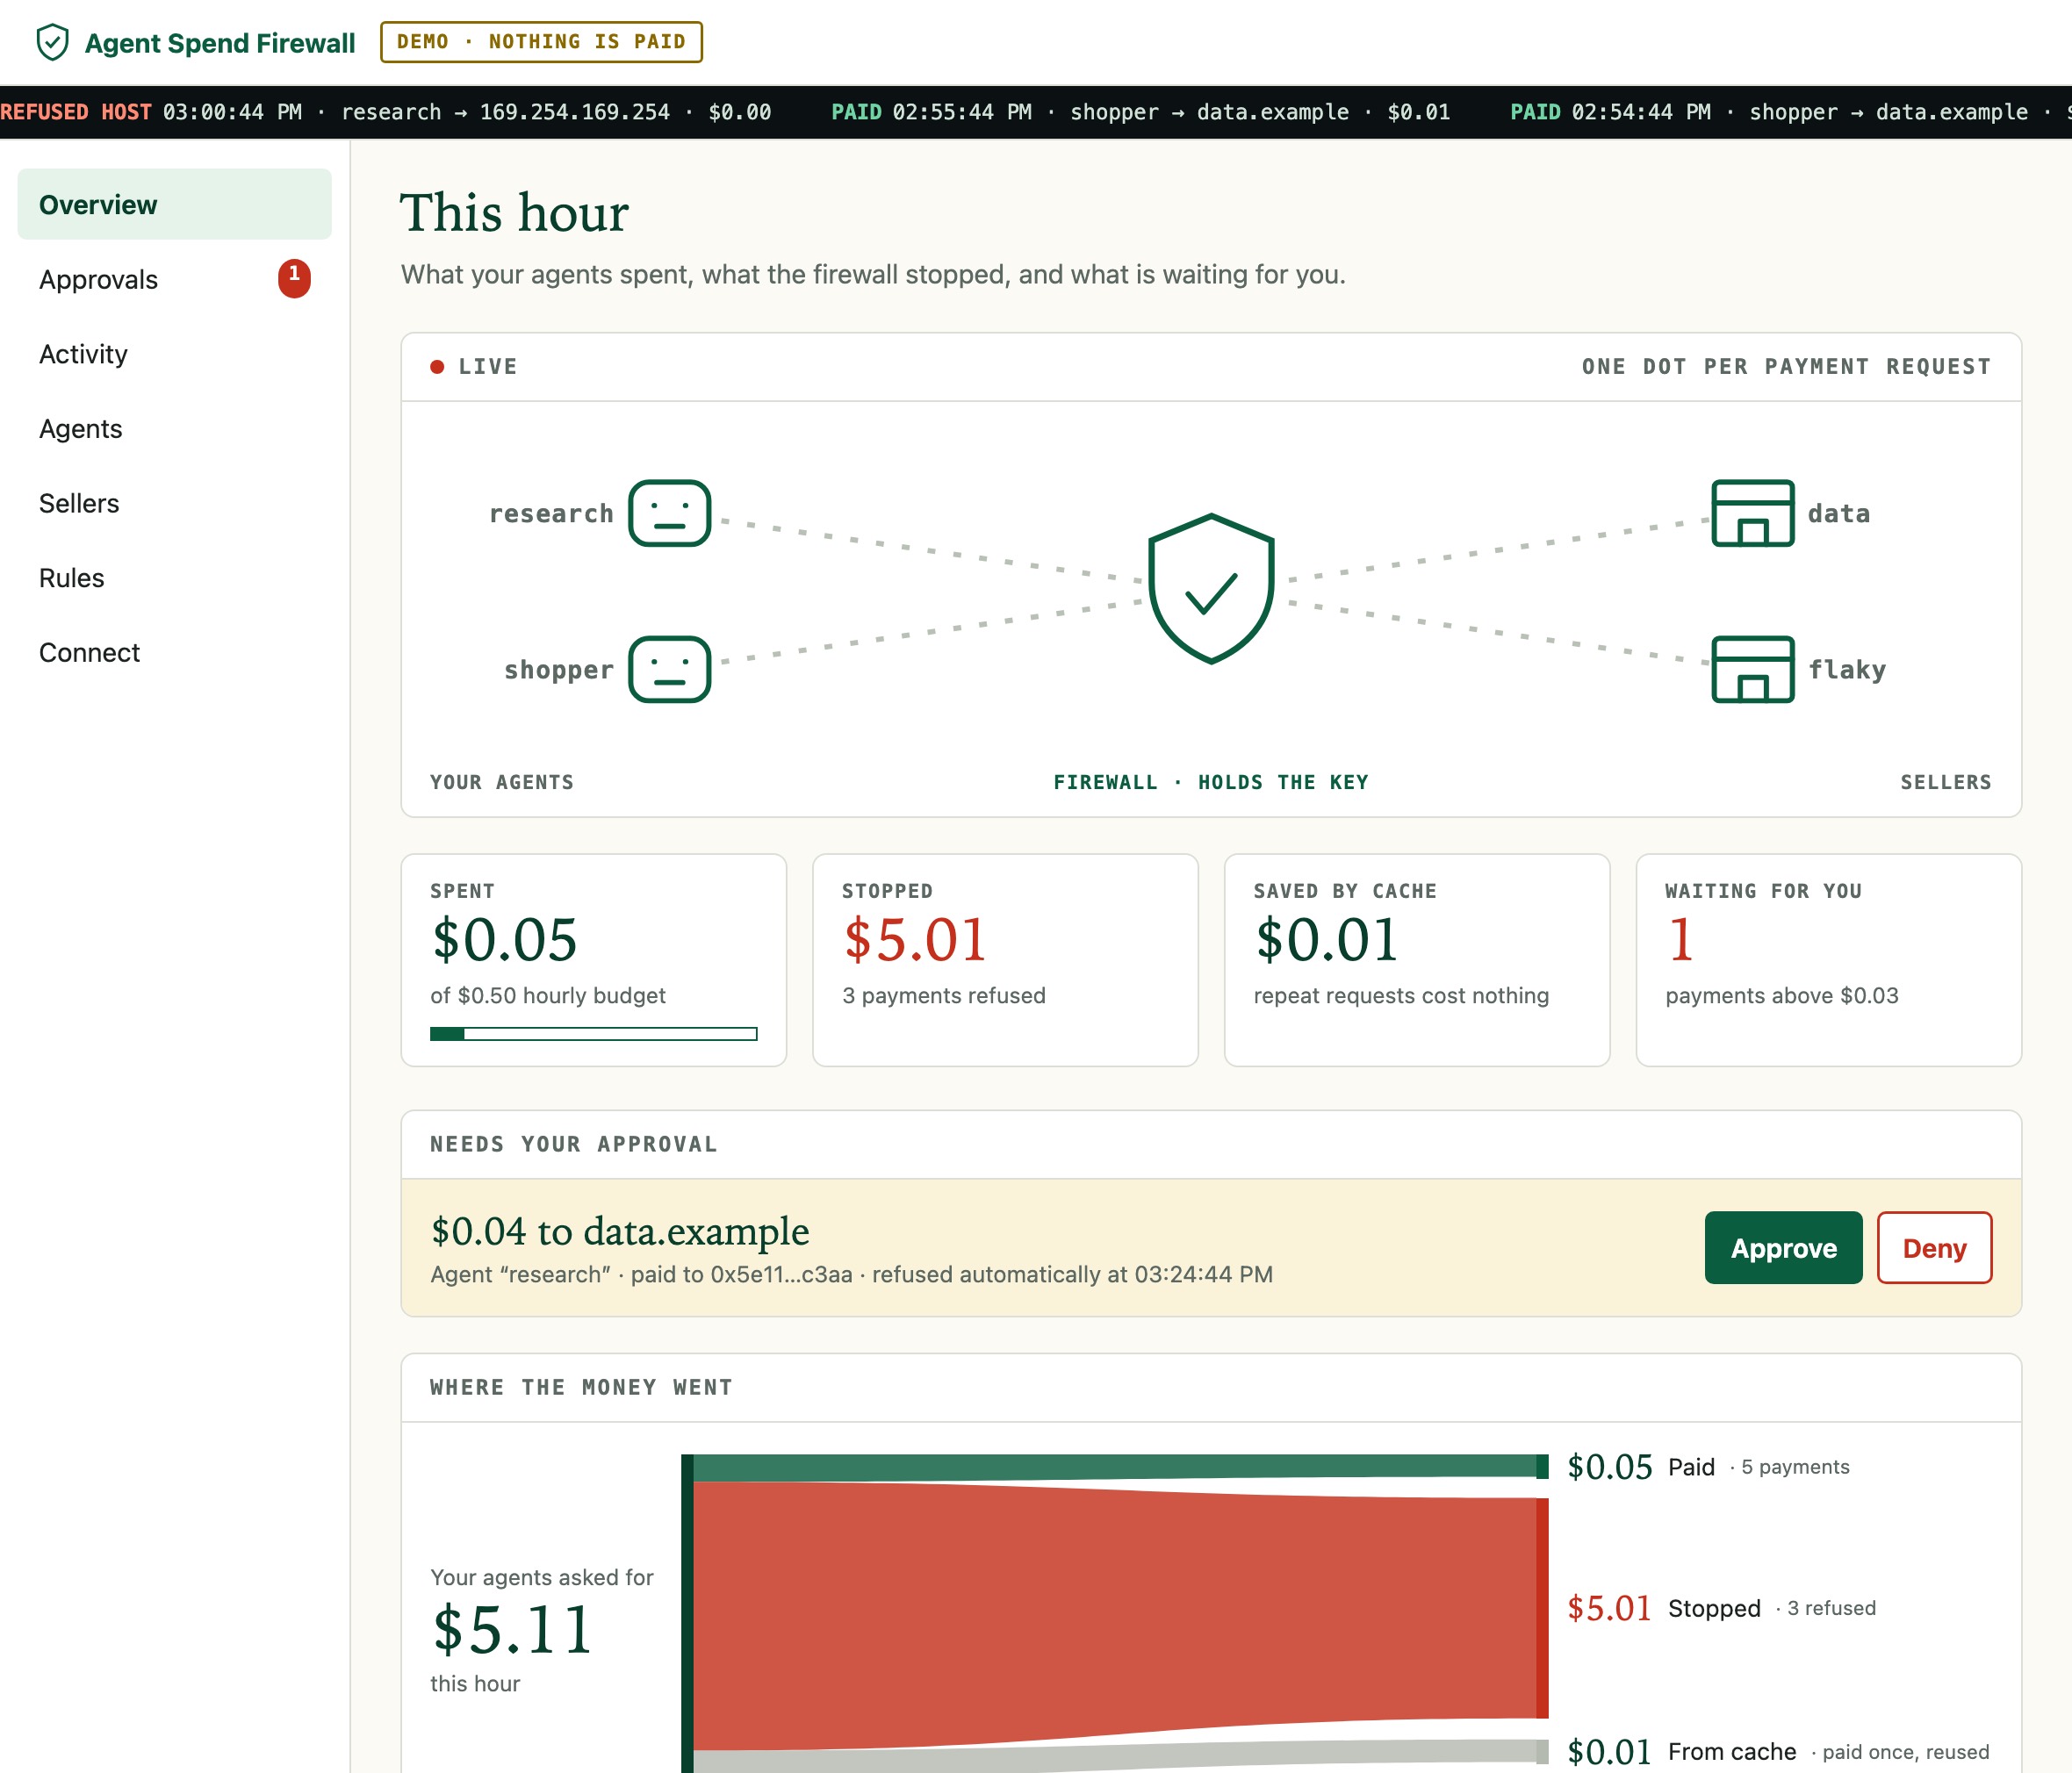 Agent Spend Firewall
DEMO · NOTHING IS PAID
REFUSED HOST 03:00:44 PM · research → 169.254.169.254 · $0.00 PAID 02:55:44 PM · shopper → data.example · $0.01 PAID 02:54:44 PM · shopper → data.example ·
Overview
Approvals 1
Activity
Agents
Sellers
Rules
Connect
This hour
What your agents spent, what the firewall stopped, and what is waiting for you.
LIVE
ONE DOT PER PAYMENT REQUEST
research
data
shopper
flaky
YOUR AGENTS
FIREWALL · HOLDS THE KEY
SELLERS
SPENT
$0.05
of $0.50 hourly budget
STOPPED
$5.01
3 payments refused
SAVED BY CACHE
$0.01
repeat requests cost nothing
WAITING FOR YOU
1
payments above $0.03
NEEDS YOUR APPROVAL
$0.04 to data.example
Agent “research” · paid to 0x5e11…c3aa · refused automatically at 03:24:44 PM
Approve
Deny
WHERE THE MONEY WENT
Your agents asked for
$5.11
this hour
$0.05 Paid · 5 payments
$5.01 Stopped · 3 refused
$0.01 From cache · paid once, reused